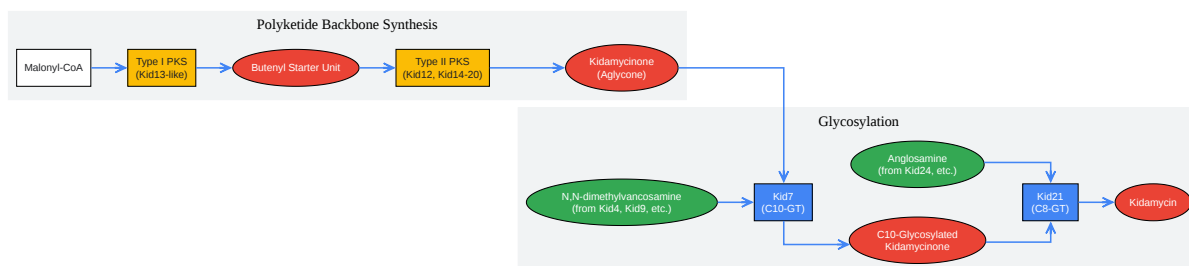 Polyketide Backbone Synthesis
Malonyl-CoA
Type I PKS
(Kid13-like)
Butenyl Starter Unit
Type II PKS
(Kid12, Kid14-20)
Kidamycinone
(Aglycone)
Glycosylation
Anglosamine
(from Kid24, etc.)
N,N-dimethylvancosamine
(from Kid4, Kid9, etc.)
Kid7
(C10-GT)
Kid21
(C8-GT)
Kidamycin
C10-Glycosylated
Kidamycinone